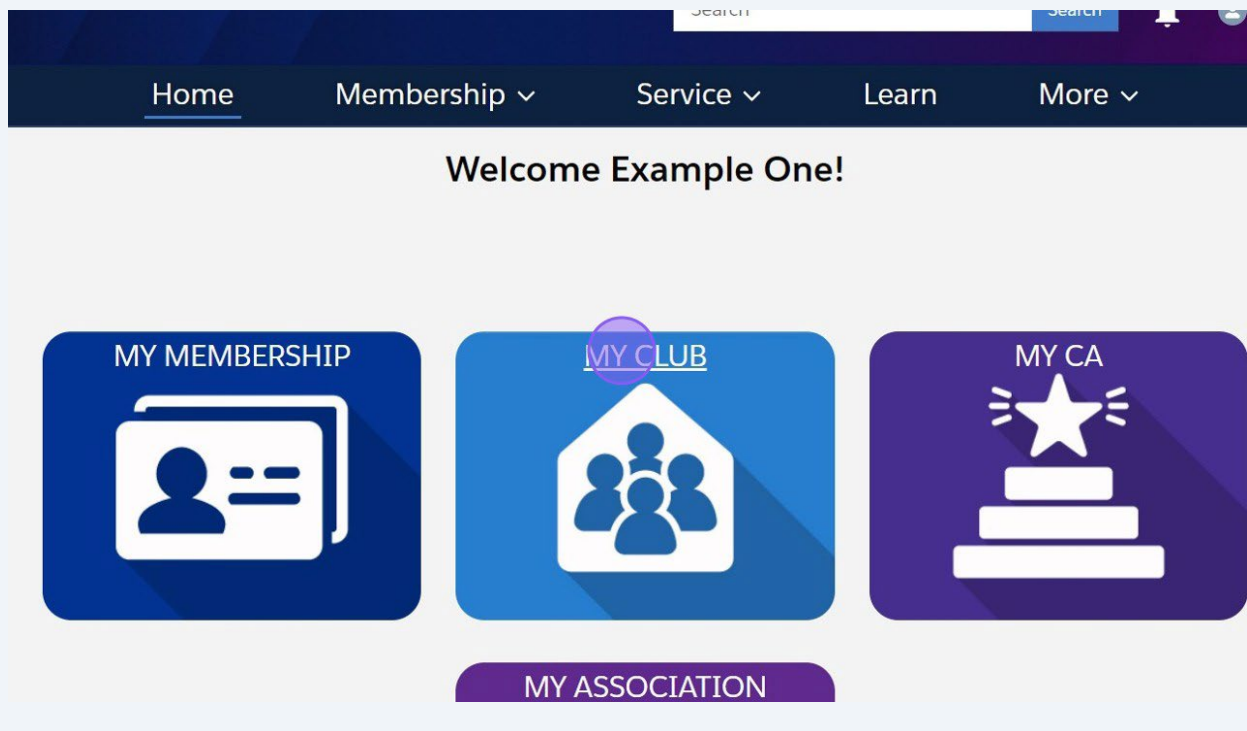 Search Search
Home Membership Service Learn More
Welcome Example One!
MY MEMBERSHIP MY CLUB MY CA
MY ASSOCIATION